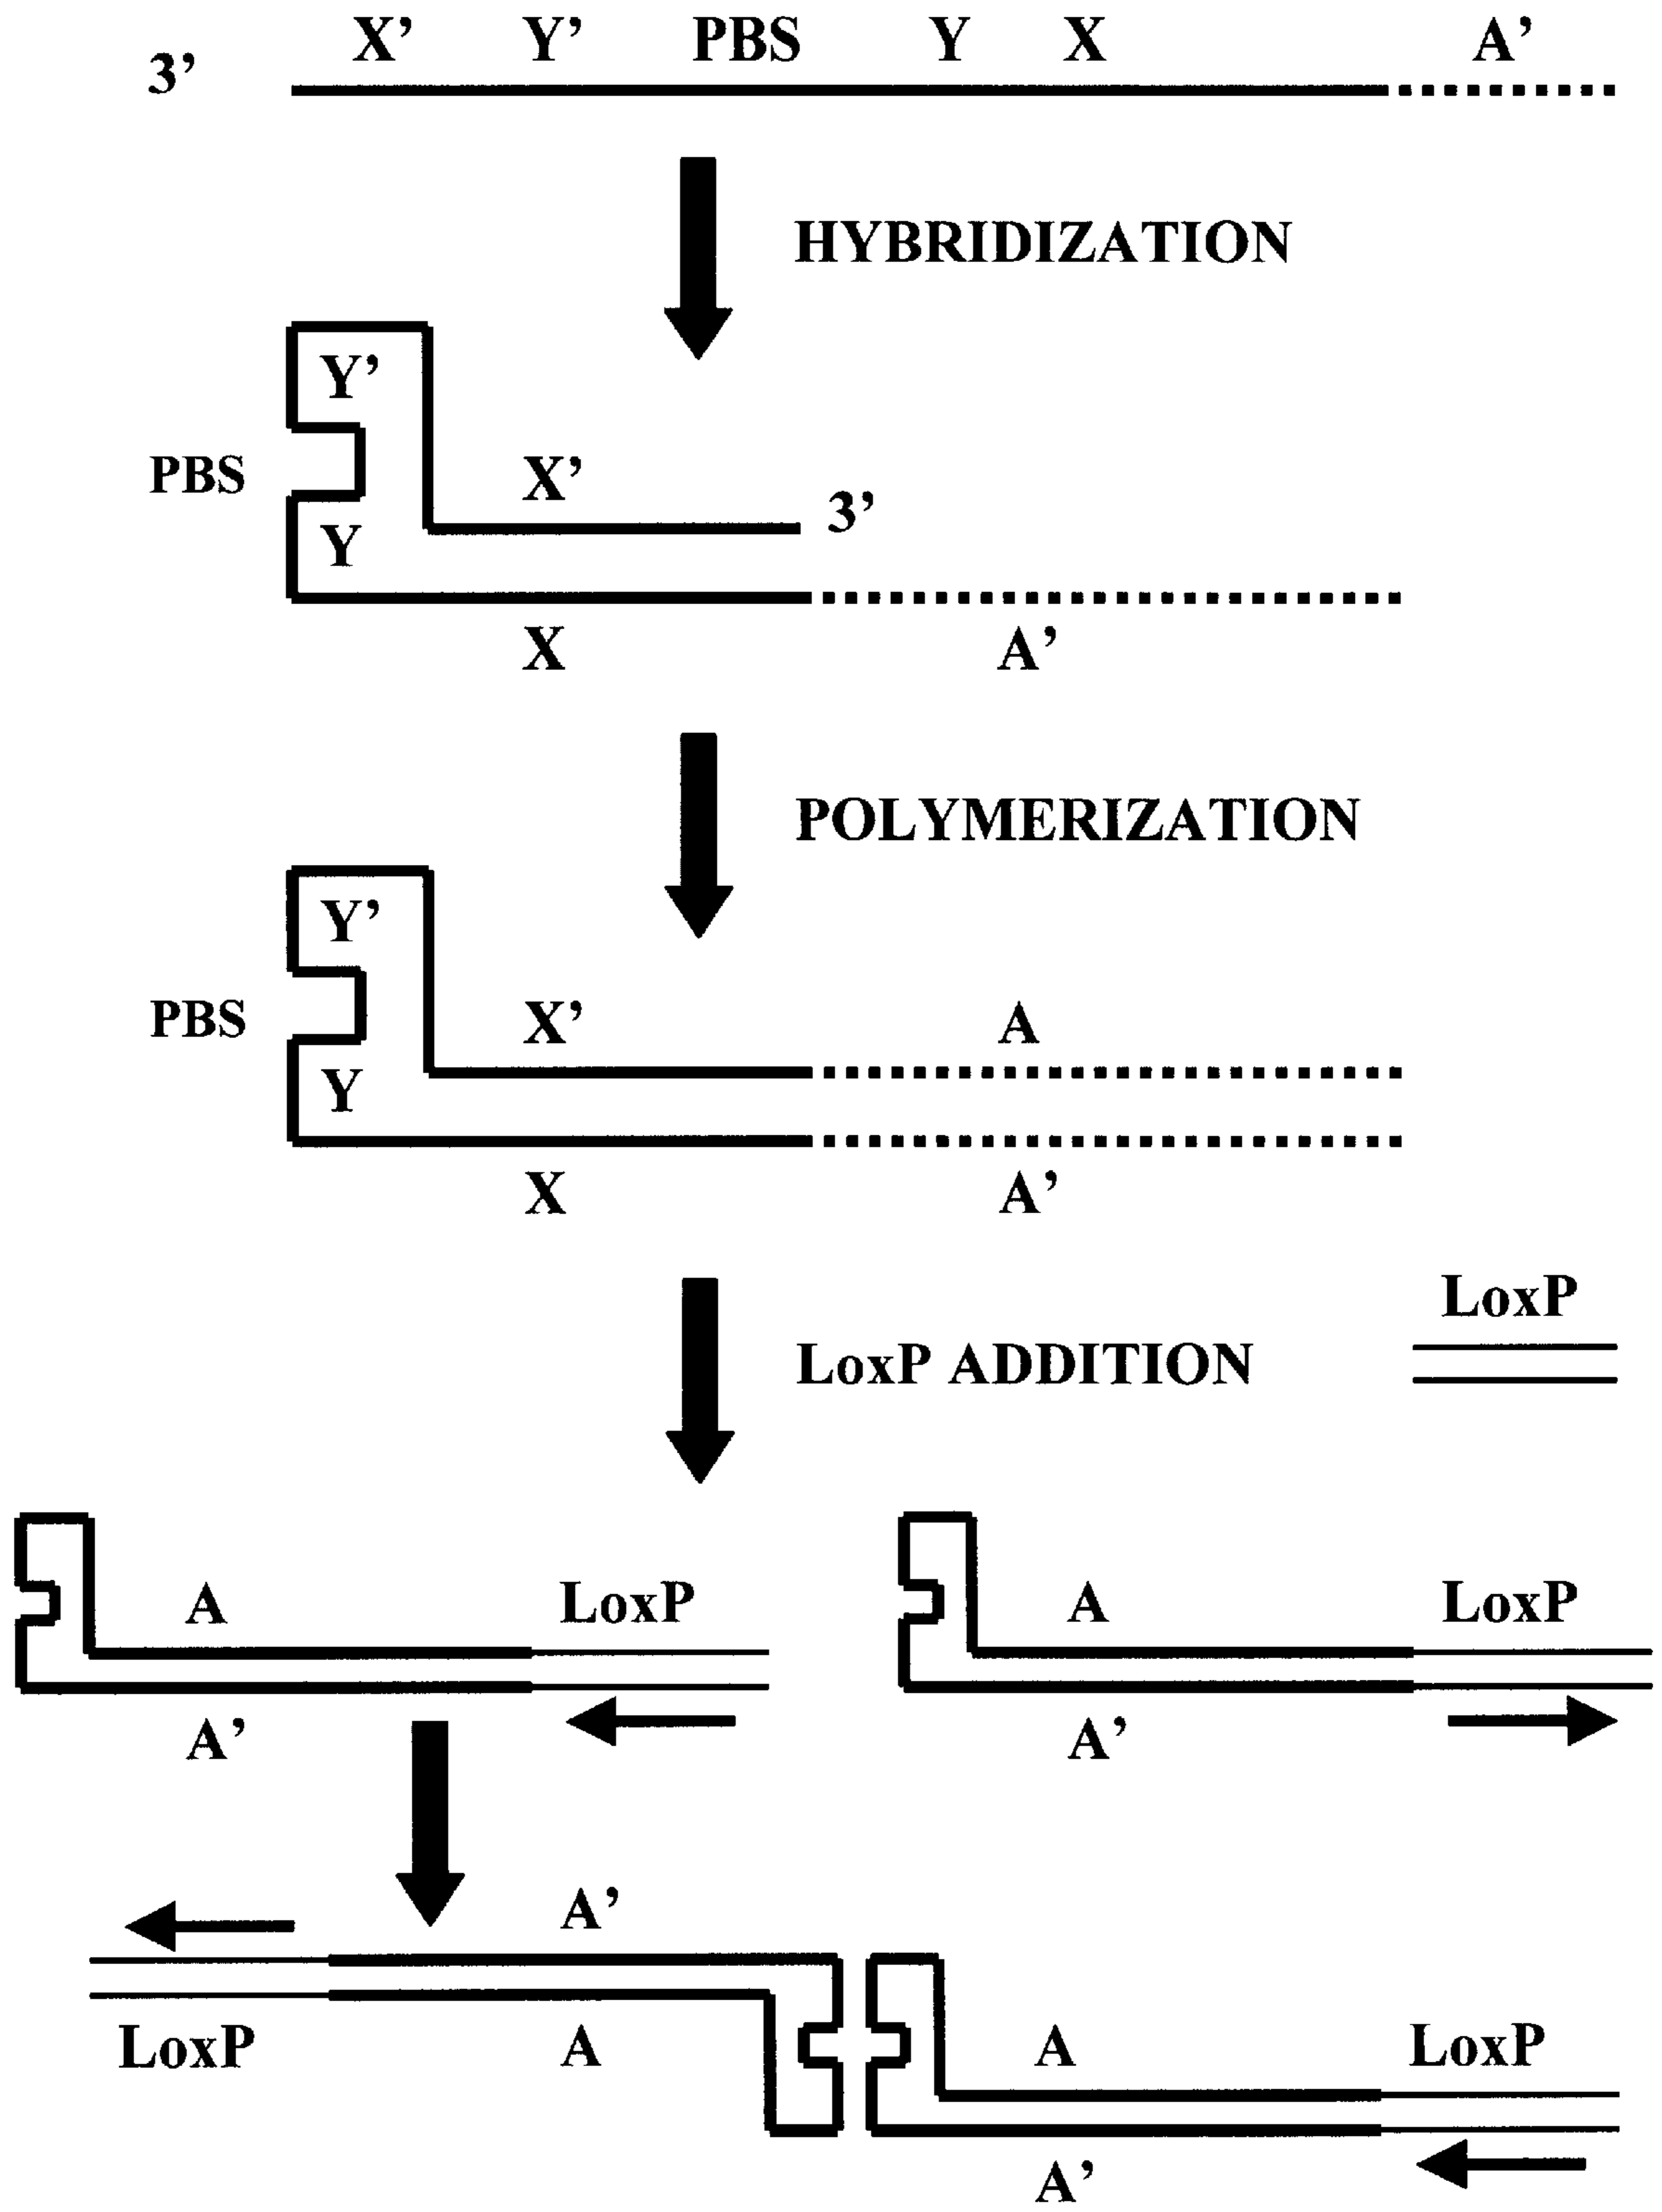 3’ X’ Y’ PBS Y X A’
HYBRIDIZATION
Y’
PBS X’ 3’
Y
X A’
POLYMERIZATION
Y’
PBS X’ A
Y
X A’
LoxP
LoxP ADDITION
A LoxP A LoxP
A’ A’
A’
LoxP A A LoxP
A’